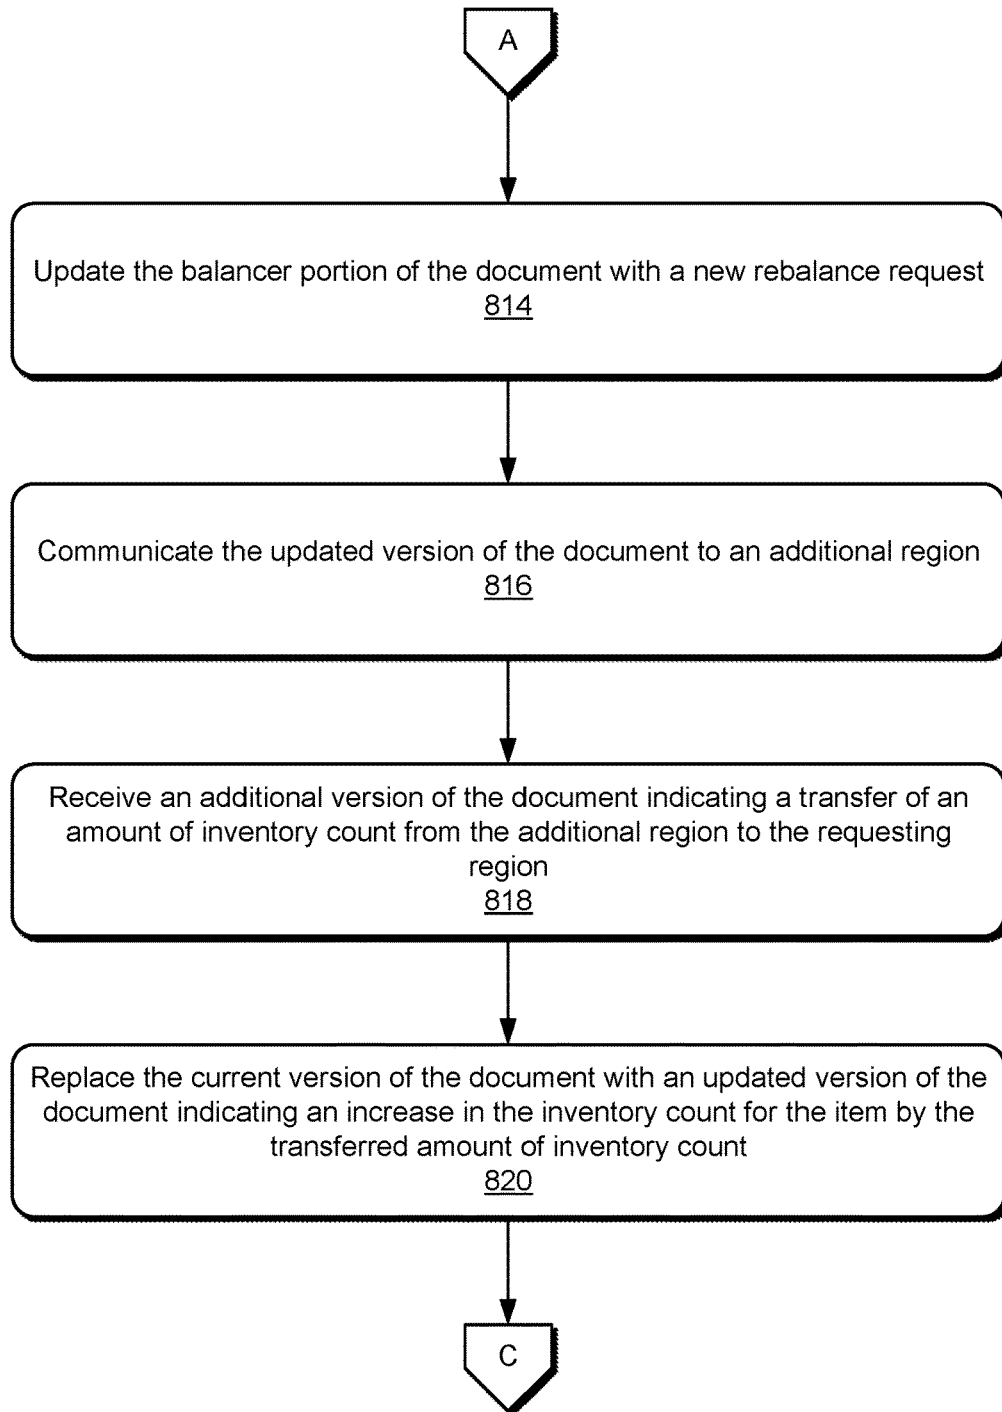 A
Update the balancer portion of the document with a new rebalance request
814
Communicate the updated version of the document to an additional region
816
Receive an additional version of the document indicating a transfer of an
amount of inventory count from the additional region to the requesting
region
818
Replace the current version of the document with an updated version of the
document indicating an increase in the inventory count for the item by the
transferred amount of inventory count
820
C